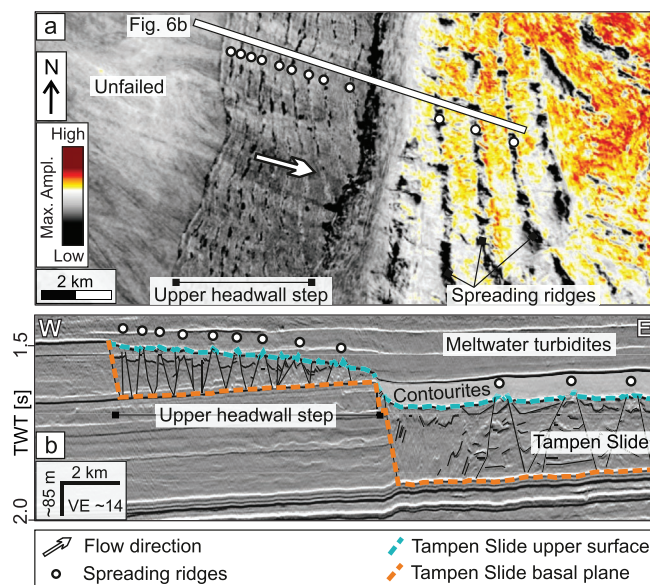 a
Fig. 6b
N
Unfailed
High
Max. Ampl.
Low
2 km
Upper headwall step
Spreading ridges
W
E
1.5
Meltwater turbidites
Contourites
TWT [s]
Upper headwall step
Tampen Slide
b
2 km
~85 m
VE ~14
2.0
Flow direction
Tampen Slide upper surface
Spreading ridges
Tampen Slide basal plane